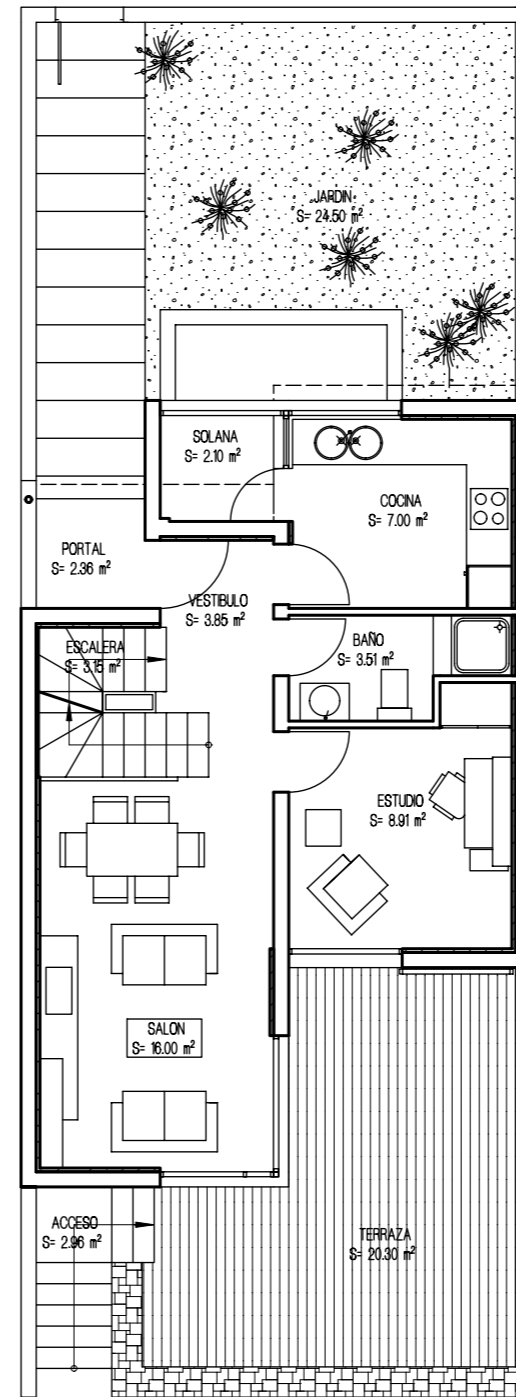 JARDIN
S= 24.50 m²
SOLANA
S= 2.10 m²
COCINA
S= 7.00 m²
PORTAL
S= 2.36 m²
VESTIBULO
S= 3.85 m²
ESCALERA
S= 3.15 m²
BAÑO
S= 3.51 m²
ESTUDIO
S= 8.91 m²
SALON
S= 16.00 m²
ACCESO
S= 2.96 m²
TERRAZA
S= 20.30 m²